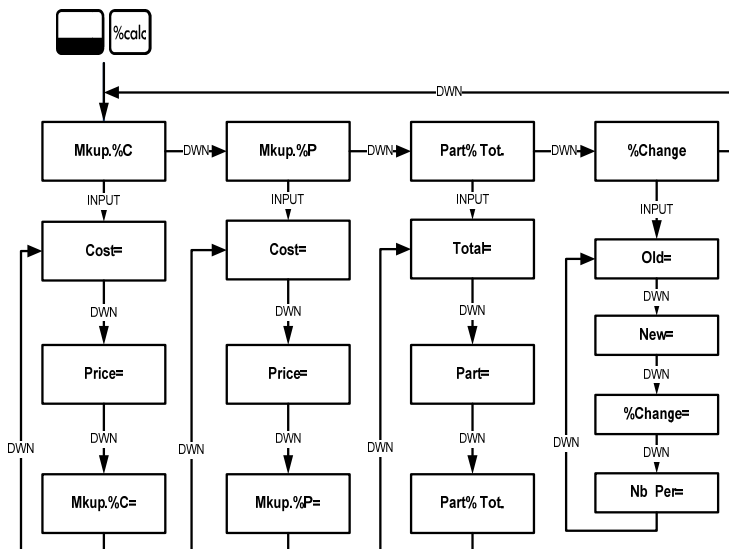 %calc
DWN
Mkup.%C
DWN
Mkup.%P
DWN
Part% Tot.
DWN
%Change
INPUT
INPUT
INPUT
INPUT
Cost=
Cost=
Total=
Old=
DWN
DWN
DWN
DWN
New=
Price=
Price=
Part=
DWN
%Change=
DWN
DWN
DWN
DWN
DWN
DWN
DWN
DWN
Mkup.%C=
Mkup.%P=
Part% Tot.
Nb Per=